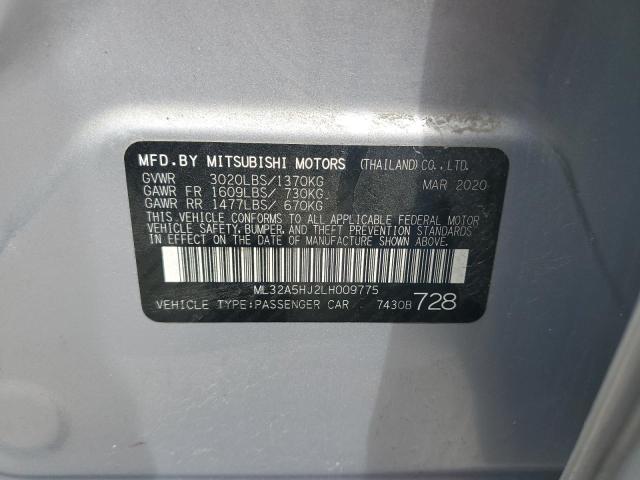 MFD.BY MITSUBISHI MOTORS (THAILAND)CO.,LTD.
GVWR 3020LBS/1370KG MAR 2020
GAWR FR 1609LBS/ 730KG
GAWR RR 1477LBS/ 670KG
THIS VEHICLE CONFORMS TO ALL APPLICABLE FEDERAL MOTOR
VEHICLE SAFETY, BUMPER, AND THEFT PREVENTION STANDARDS
IN EFFECT ON THE DATE OF MANUFACTURE SHOWN ABOVE.
ML32A5HJ2LH009775
VEHICLE TYPE:PASSENGER CAR 7430B 728